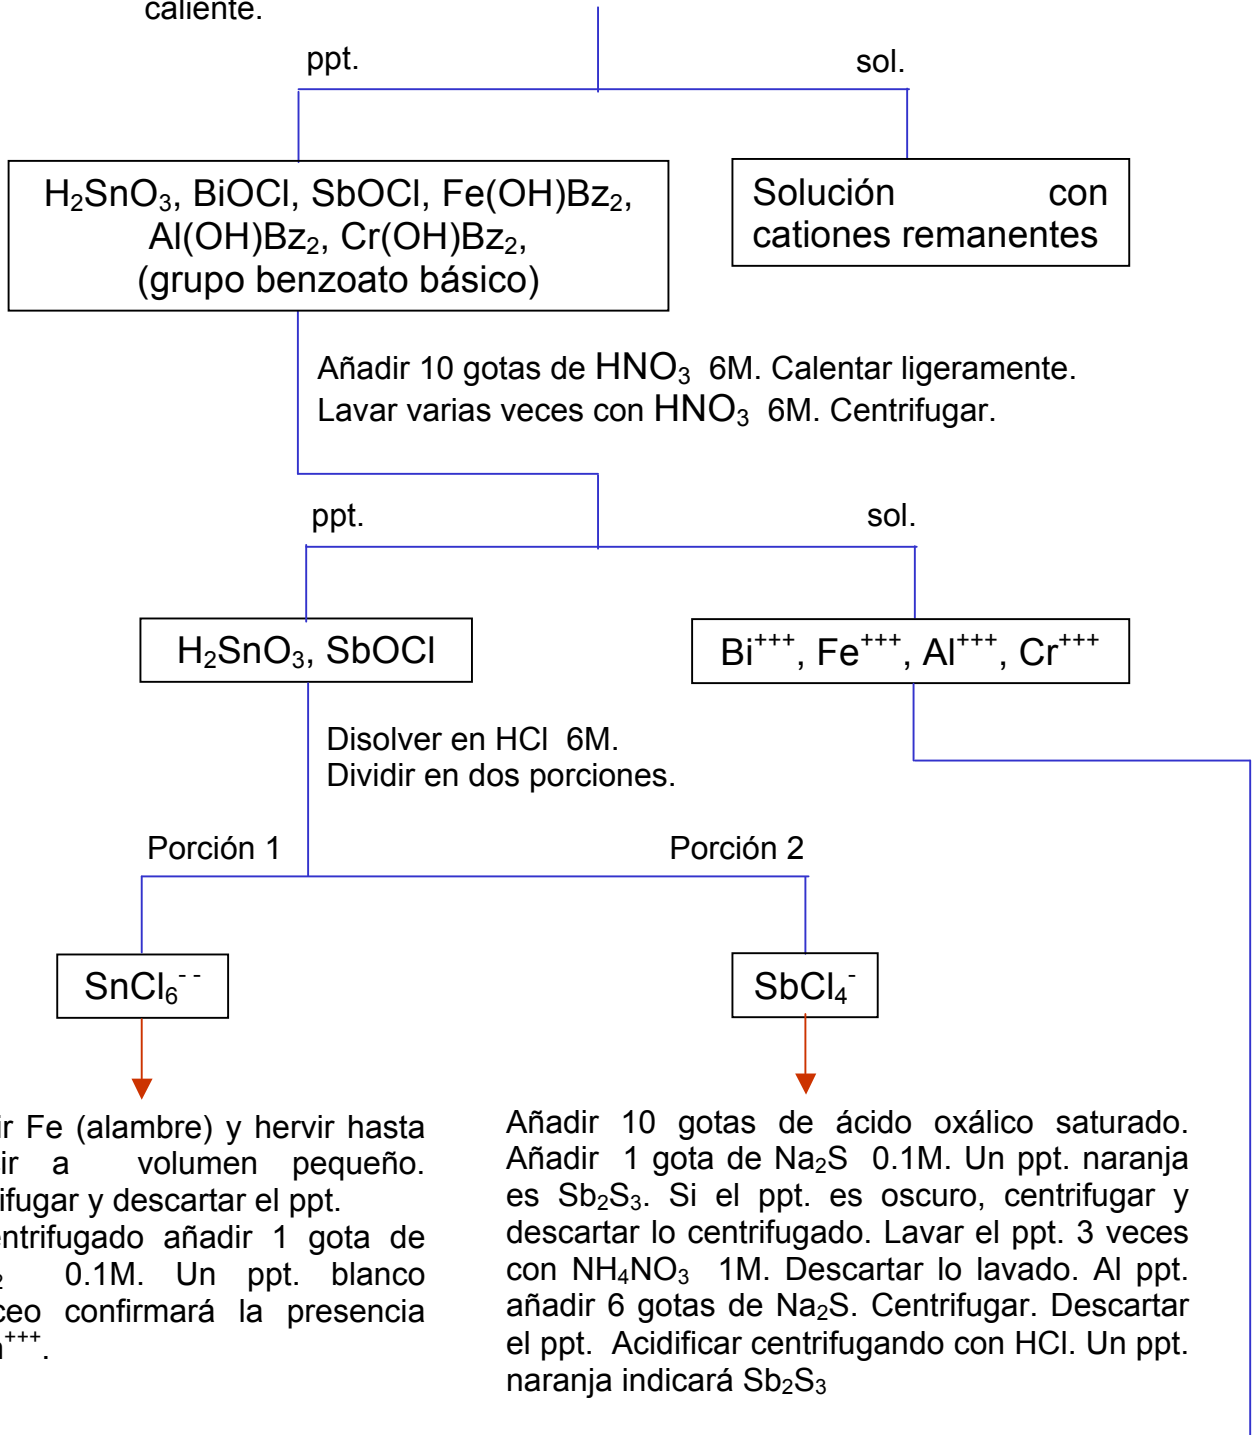 caliente.
ppt.
sol.
H₂SnO₃, BiOCl, SbOCl, Fe(OH)Bz₂,
Al(OH)Bz₂, Cr(OH)Bz₂,
(grupo benzoato básico)
Solución con
cationes remanentes
Añadir 10 gotas de HNO₃ 6M. Calentar ligeramente.
Lavar varias veces con HNO₃ 6M. Centrifugar.
ppt.
sol.
H₂SnO₃, SbOCl
Bi⁺⁺⁺, Fe⁺⁺⁺, Al⁺⁺⁺, Cr⁺⁺⁺
Disolver en HCl 6M.
Dividir en dos porciones.
Porción 1
Porción 2
SnCl₆⁻⁻
SbCl₄⁻
ir Fe (alambre) y hervir hasta
ir a volumen pequeño.
ifugar y descartar el ppt.
entrifugado añadir 1 gota de
₂ 0.1M. Un ppt. blanco
ceo confirmará la presencia
⁺⁺⁺.
Añadir 10 gotas de ácido oxálico saturado.
Añadir 1 gota de Na₂S 0.1M. Un ppt. naranja
es Sb₂S₃. Si el ppt. es oscuro, centrifugar y
descartar lo centrifugado. Lavar el ppt. 3 veces
con NH₄NO₃ 1M. Descartar lo lavado. Al ppt.
añadir 6 gotas de Na₂S. Centrifugar. Descartar
el ppt. Acidificar centrifugando con HCl. Un ppt.
naranja indicará Sb₂S₃